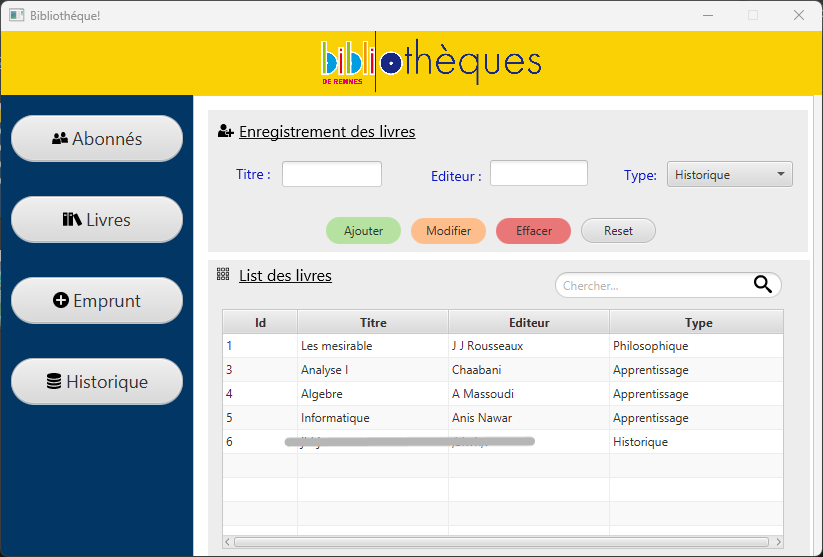 Bibliothéque!
bibliothèques
DE RENNES
Abonnés
Livres
Emprunt
Historique
Enregistrement des livres
Titre :
Editeur :
Type:
Historique
Ajouter
Modifier
Effacer
Reset
List des livres
Chercher...
Id Titre Editeur Type
1 Les mesirable J J Rousseaux Philosophique
3 Analyse I Chaabani Apprentissage
4 Algebre A Massoudi Apprentissage
5 Informatique Anis Nawar Apprentissage
6 Historique